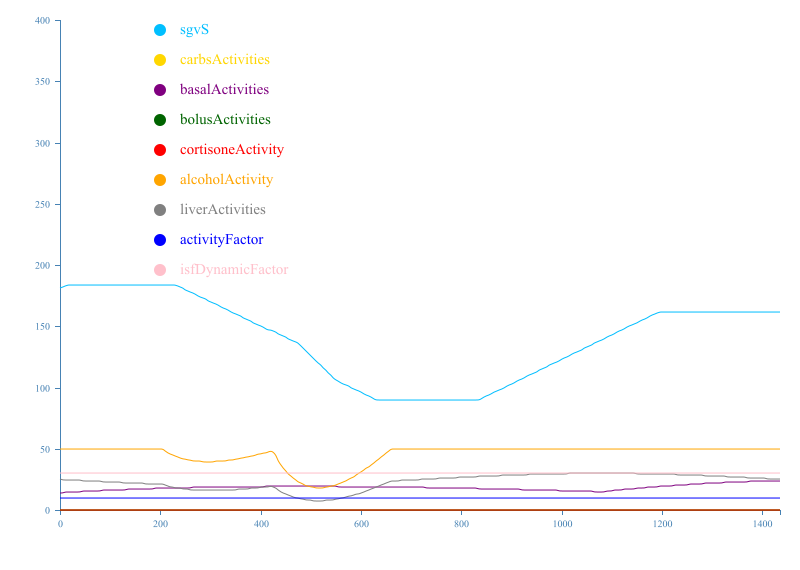 400
350
300
250
200
150
100
50
0
sgvS
carbsActivities
basalActivities
bolusActivities
cortisoneActivity
alcoholActivity
liverActivities
activityFactor
isfDynamicFactor
0 200 400 600 800 1000 1200 1400